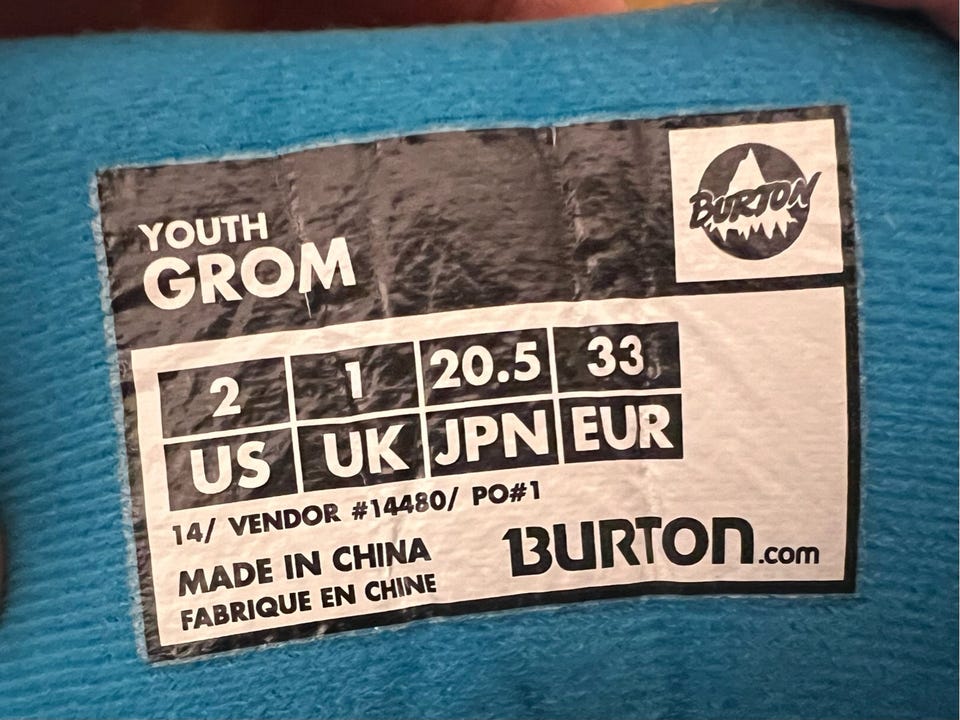 YOUTH
GROM
BURTON
2 1 20.5 33
US UK JPN EUR
14/ VENDOR #14480/ PO#1
MADE IN CHINA
FABRIQUE EN CHINE
BURTON.com